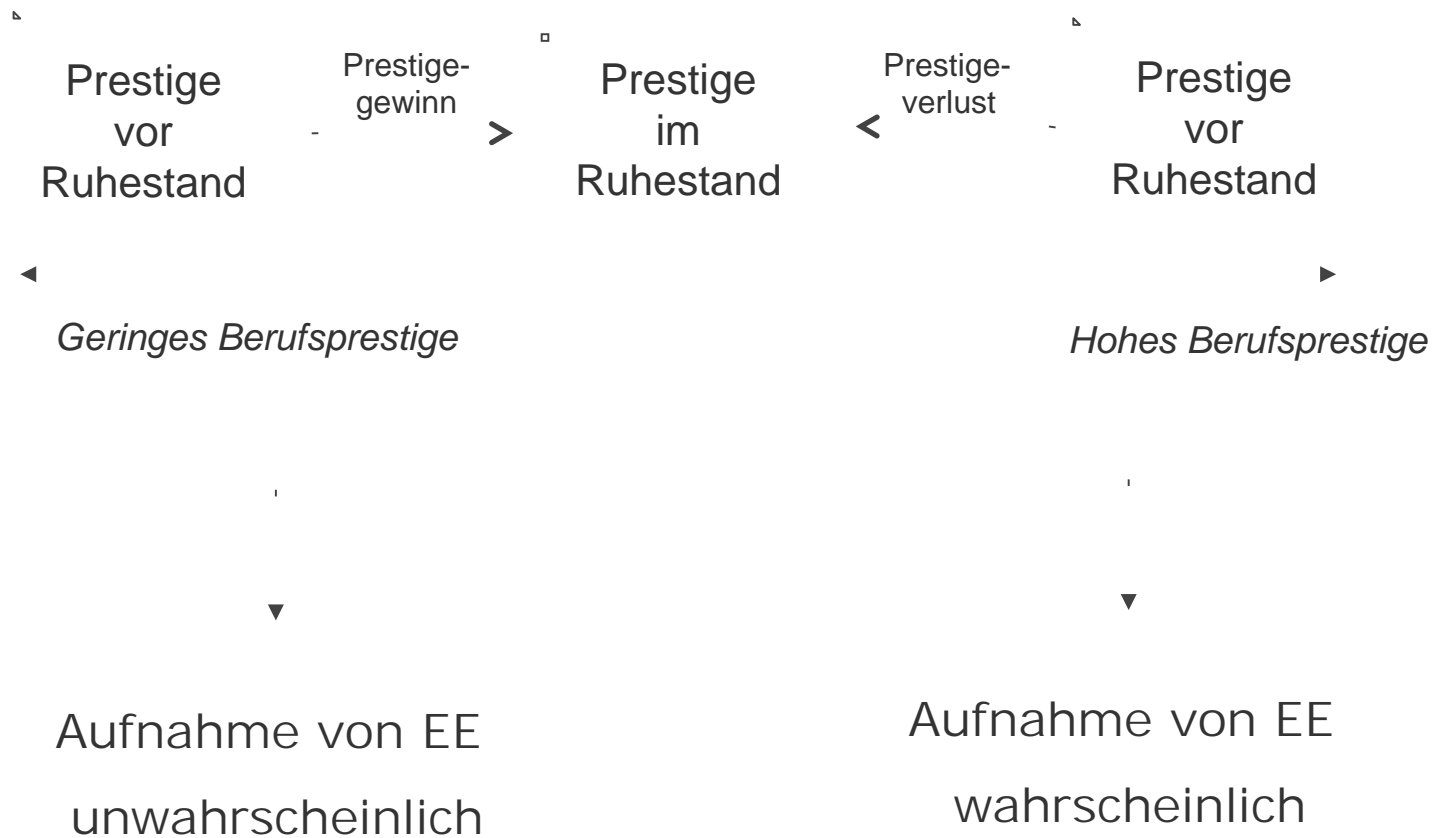 Prestige
vor
Ruhestand
Prestige-
gewinn
Prestige
im
Ruhestand
Prestige-
verlust
Prestige
vor
Ruhestand
Geringes Berufsprestige
Hohes Berufsprestige
Aufnahme von EE
unwahrscheinlich
Aufnahme von EE
wahrscheinlich